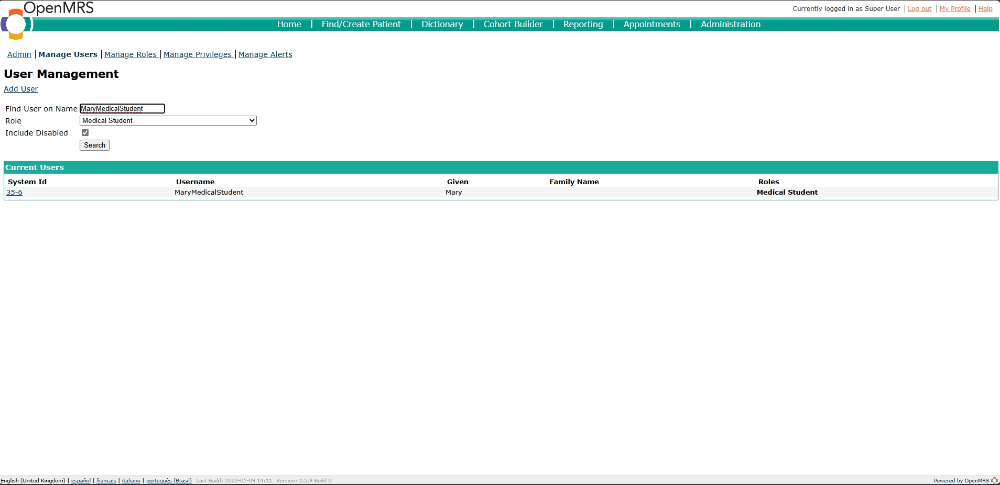 OpenMRS
Currently logged in as Super User | Log out | My Profile | Help
Home | Find/Create Patient | Dictionary | Cohort Builder | Reporting | Appointments | Administration
Admin | Manage Users | Manage Roles | Manage Privileges | Manage Alerts
User Management
Add User
Find User on Name MaryMedicalStudent
Role Medical Student
Include Disabled
Search
Current Users
System Id Username Given Family Name Roles
35-6 MaryMedicalStudent Mary Medical Student
English (United Kingdom) | español | français | italiano | português (Brasil) Last Build: 2023-01-09 14:11 Version: 2.5.9 Build 0 Powered by OpenMRS